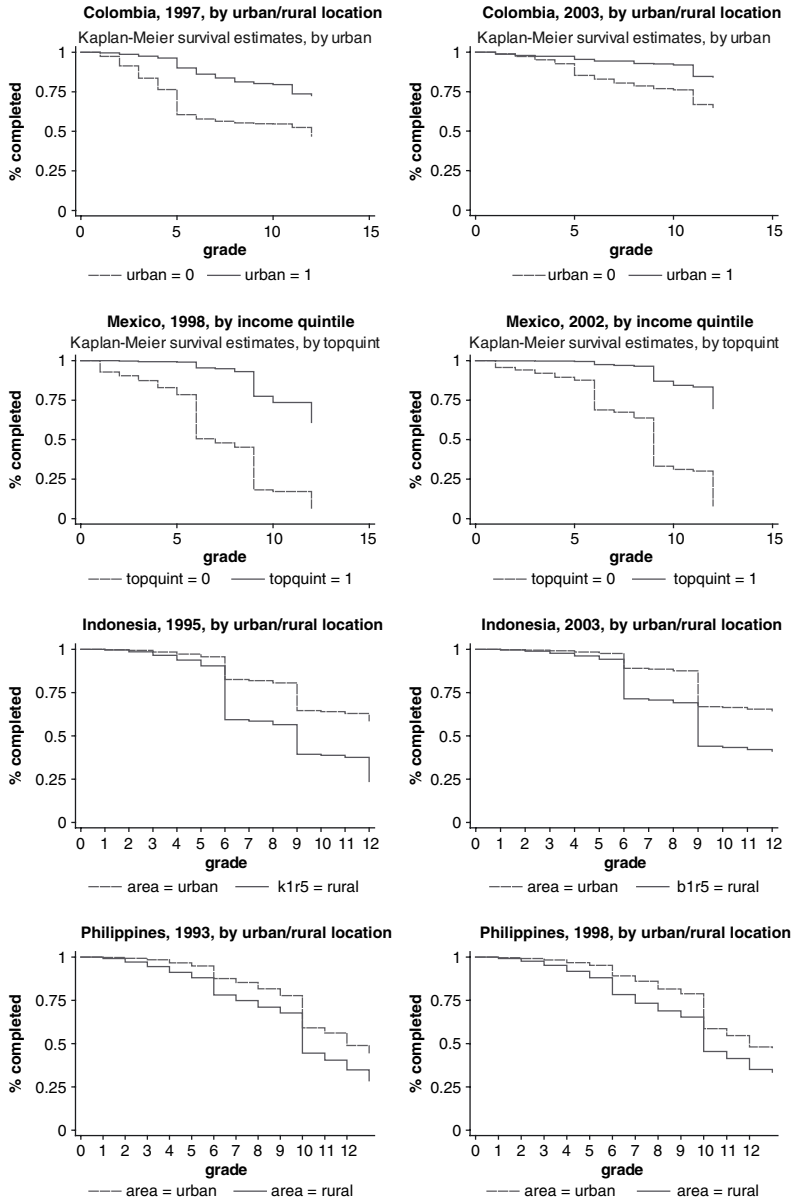 Colombia, 1997, by urban/rural location
Kaplan-Meier survival estimates, by urban
1
0.75
0.5
0.25
0
% completed
0 5 10 15
grade
urban = 0 urban = 1
Colombia, 2003, by urban/rural location
Kaplan-Meier survival estimates, by urban
1
0.75
0.5
0.25
0
% completed
0 5 10 15
grade
urban = 0 urban = 1
Mexico, 1998, by income quintile
Kaplan-Meier survival estimates, by topquint
1
0.75
0.5
0.25
0
% completed
0 5 10 15
grade
topquint = 0 topquint = 1
Mexico, 2002, by income quintile
Kaplan-Meier survival estimates, by topquint
1
0.75
0.5
0.25
0
% completed
0 5 10 15
grade
topquint = 0 topquint = 1
Indonesia, 1995, by urban/rural location
1
0.75
0.5
0.25
0
% completed
0 1 2 3 4 5 6 7 8 9 10 11 12
grade
area = urban k1r5 = rural
Indonesia, 2003, by urban/rural location
1
0.75
0.5
0.25
0
% completed
0 1 2 3 4 5 6 7 8 9 10 11 12
grade
area = urban b1r5 = rural
Philippines, 1993, by urban/rural location
1
0.75
0.5
0.25
0
% completed
0 1 2 3 4 5 6 7 8 9 10 11 12
grade
area = urban area = rural
Philippines, 1998, by urban/rural location
1
0.75
0.5
0.25
0
% completed
0 1 2 3 4 5 6 7 8 9 10 11 12
grade
area = urban area = rural